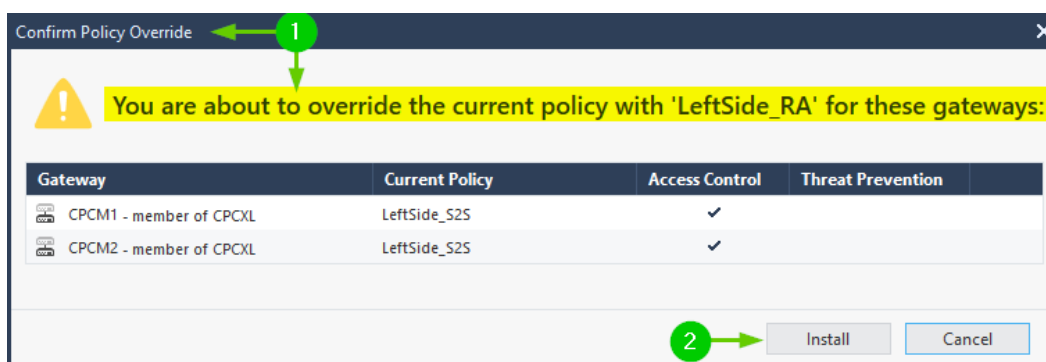 Confirm Policy Override
1
You are about to override the current policy with 'LeftSide_RA' for these gateways:
Gateway Current Policy Access Control Threat Prevention
CPCM1 - member of CPCXL LeftSide_S2S
CPCM2 - member of CPCXL LeftSide_S2S
2 Install Cancel